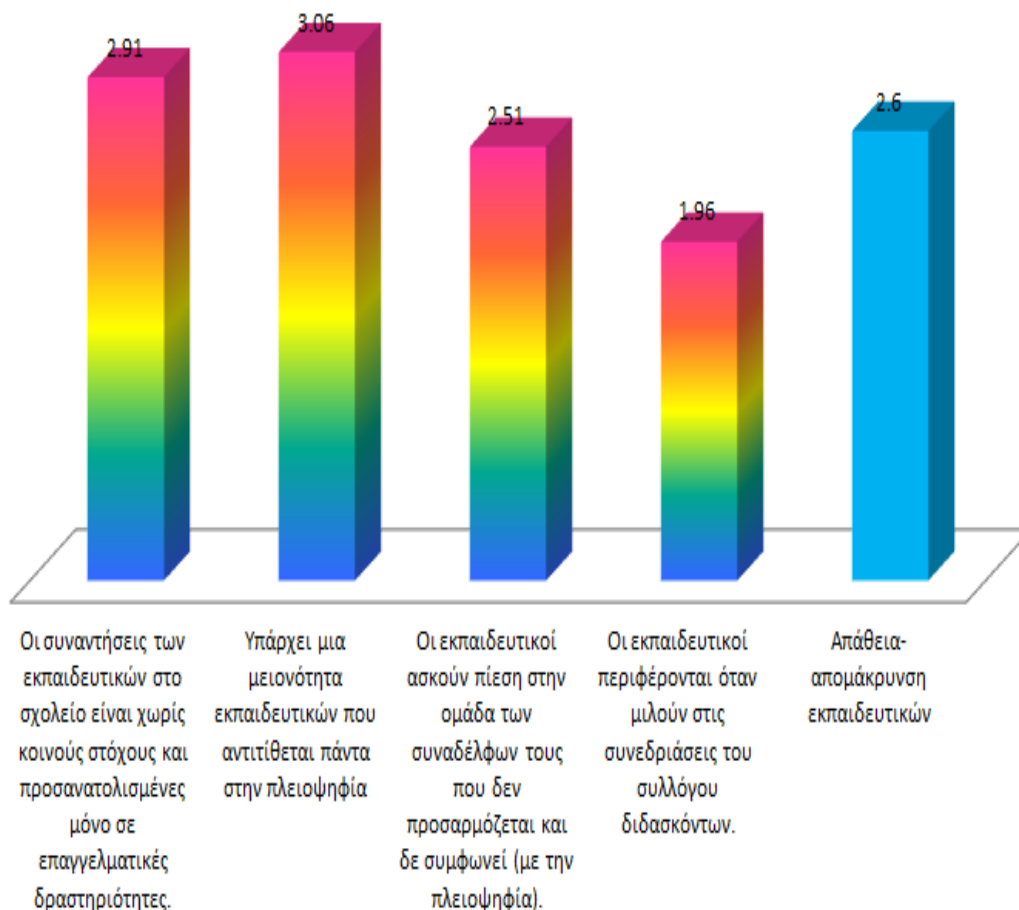 2.91
3.06
2.51
1.96
2.6
Οι συναντήσεις των
εκπαιδευτικών στο
σχολείο είναι χωρίς
κοινούς στόχους και
προσανατολισμένες
μόνο σε
επαγγελματικές
δραστηριότητες.
Υπάρχει μια
μειονότητα
εκπαιδευτικών που
αντιτίθεται πάντα
στην πλειοψηφία
Οι εκπαιδευτικοί
ασκούν πίεση στην
ομάδα των
συναδέλφων τους
που δεν
προσαρμόζεται και
δε συμφωνεί (με την
πλειοψηφία).
Οι εκπαιδευτικοί
περιφέρονται όταν
μιλούν στις
συνεδριάσεις του
συλλόγου
διδασκόντων.
Απάθεια-
απομάκρυνση
εκπαιδευτικών